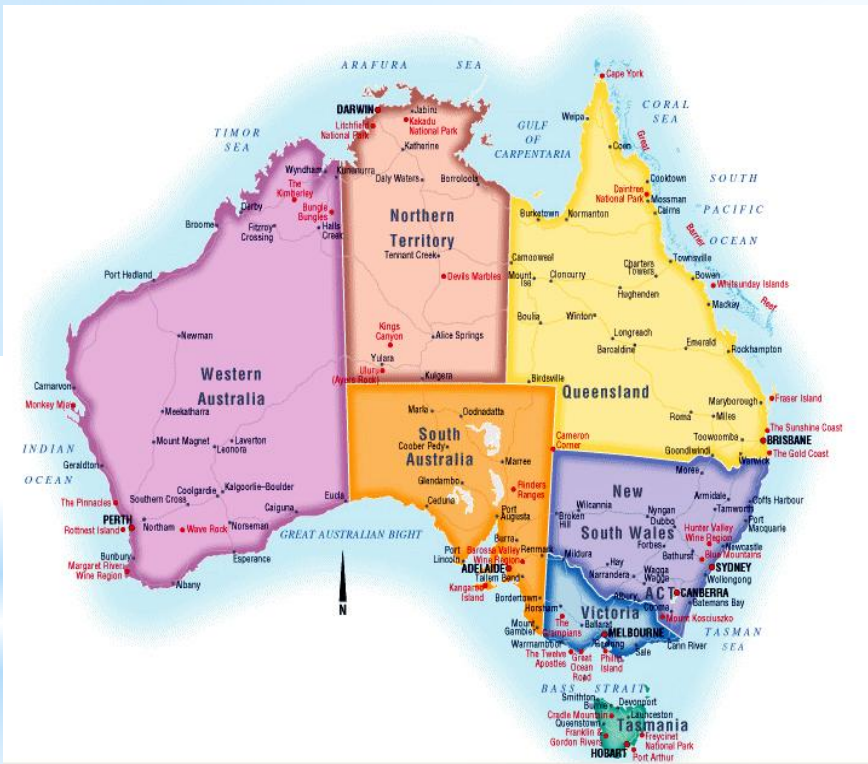 ARAFURA SEA
Cape York
DARWIN
Jabiru
Litchfield
National Park
Kakadu
National Park
Katherine
Weipa
CORAL
SEA
Great
TIMOR
SEA
GULF
OF
CARPENTARIA
Coen
Wyndham
Kununurra
Daly Waters
Borroloola
The
Kimberley
Bungle
Bungles
Cooktown
Daintree
National Park
Mossman
Cairns
SOUTH
PACIFIC
OCEAN
Derby
Broome
Fitzroy
Crossing
Halls
Creek
Northern
Territory
Burketown
Normanton
Barrier
Tennant Creek
Camooweal
Mount
Isa
Cloncurry
Charters
Towers
Townsville
Bowen
Port Hedland
Devils Marbles
Hughenden
Whitsunday Islands
Mackay
Reef
Boulia
Winton
Newman
Kings
Canyon
Alice Springs
Longreach
Barcaldine
Emerald
Rockhampton
Yulara
Uluru
(Ayers Rock)
Kulgera
Birdsville
Queensland
Western
Australia
Carnarvon
Monkey Mia
Meekatharra
Marla
Oodnadatta
Maryborough
Fraser Island
Roma
Miles
South
Australia
Coober Pedy
Cameron
Corner
Toowoomba
The Sunshine Coast
BRISBANE
Goondiwindi
The Gold Coast
Warwick
INDIAN
OCEAN
Mount Magnet
Laverton
Leonora
Marree
Moree
Geraldton
Glendambo
Flinders
Ranges
New
South Wales
Armidale
Coffs Harbour
Tamworth
Coolgardie
Kalgoorlie-Boulder
Southern Cross
Eucla
Ceduna
Wilcannia
Nyngan
The Pinnacles
Caiguna
Port
Augusta
Broken
Hill
Dubbo
Port
Macquarie
PERTH
Rottnest Island
Northam
Wave Rock
Norseman
GREAT AUSTRALIAN BIGHT
Burra
Hunter Valley
Wine Region
Forbes
Newcastle
Bunbury
Esperance
Port
Lincoln
Barossa Valley
Wine Region
Renmark
Mildura
Bathurst
Blue Mountains
Margaret River
Wine Region
ADELAIDE
Hay
SYDNEY
Albany
Tailem Bend
Narrandera
Wagga
Wagga
Wollongong
Kangaroo
Island
Bordertown
Albury
ACT
CANBERRA
Batemans Bay
N
Horsham
Victoria
Cooma
Mount Kosciuszko
Mount
Gambier
The
Grampians
Ballarat
MELBOURNE
TASMAN
SEA
Warrnambool
Geelong
Cann River
The Twelve
Apostles
Great
Ocean
Road
Phillip
Island
Sale
BASS STRAIT
Smithton
Burnie
Devonport
Cradle Mountain
Launceston
Queenstown
Tasmania
Franklin &
Gordon Rivers
Freycinet
National Park
HOBART
Port Arthur